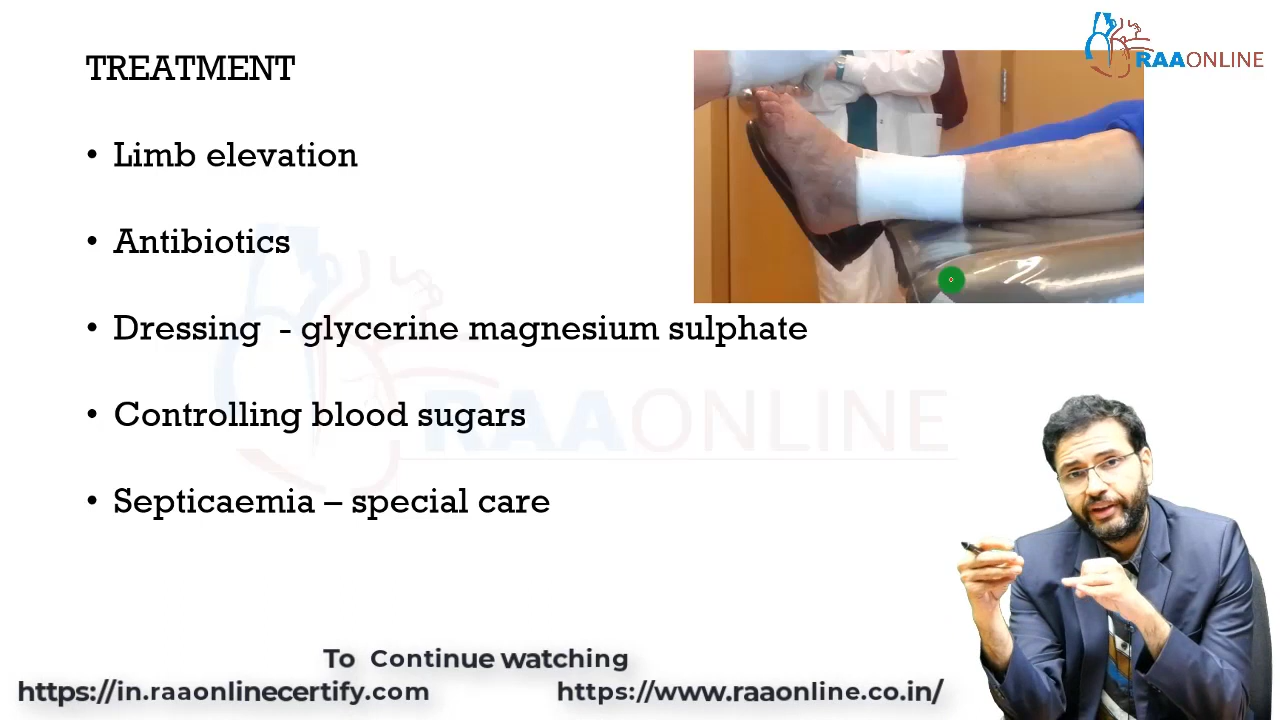 TREATMENT
RAAONLINE
• Limb elevation
• Antibiotics
• Dressing - glycerine magnesium sulphate
• Controlling blood sugars
RAAONLINE
• Septicaemia – special care
To Continue watching
https://in.raaonlinecertify.com
https://www.raaonline.co.in/